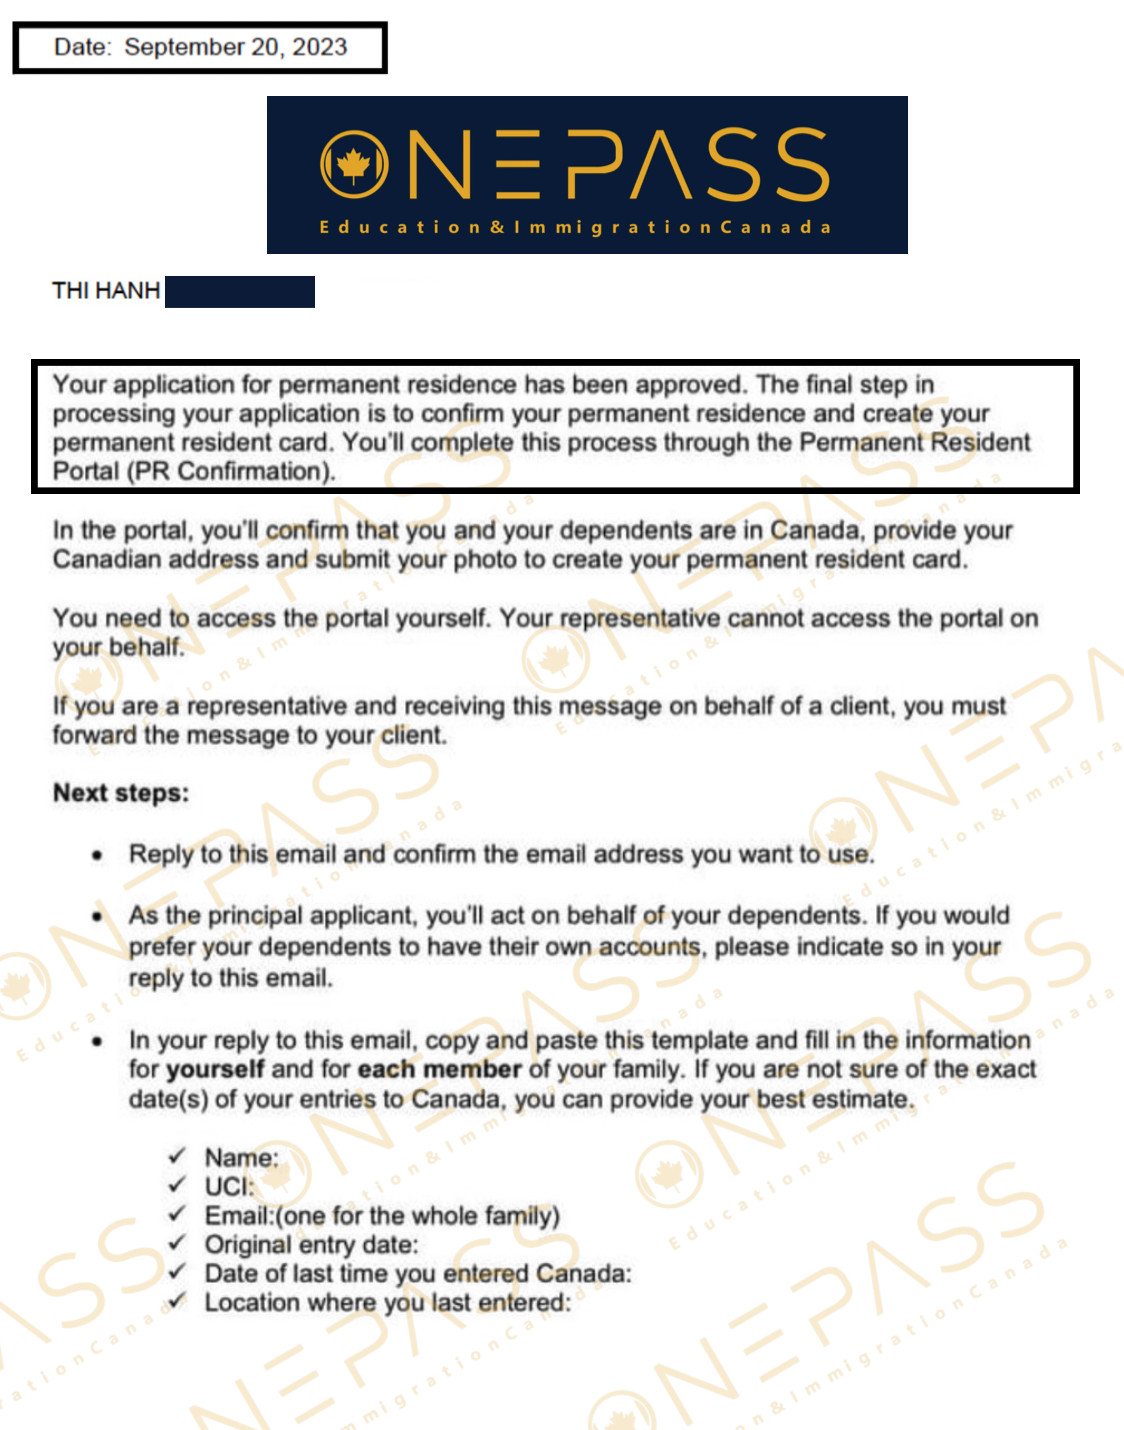 Date: September 20, 2023
ONEPASS
Education&ImmigrationCanada
THI HANH
Your application for permanent residence has been approved. The final step in
processing your application is to confirm your permanent residence and create your
permanent resident card. You'll complete this process through the Permanent Resident
Portal (PR Confirmation).
In the portal, you'll confirm that you and your dependents are in Canada, provide your
Canadian address and submit your photo to create your permanent resident card.
You need to access the portal yourself. Your representative cannot access the portal on
your behalf.
If you are a representative and receiving this message on behalf of a client, you must
forward the message to your client.
Next steps:
• Reply to this email and confirm the email address you want to use.
• As the principal applicant, you'll act on behalf of your dependents. If you would
prefer your dependents to have their own accounts, please indicate so in your
reply to this email.
• In your reply to this email, copy and paste this template and fill in the information
for yourself and for each member of your family. If you are not sure of the exact
date(s) of your entries to Canada, you can provide your best estimate.
✓ Name:
✓ UCI:
✓ Email:(one for the whole family)
✓ Original entry date:
✓ Date of last time you entered Canada:
✓ Location where you last entered: